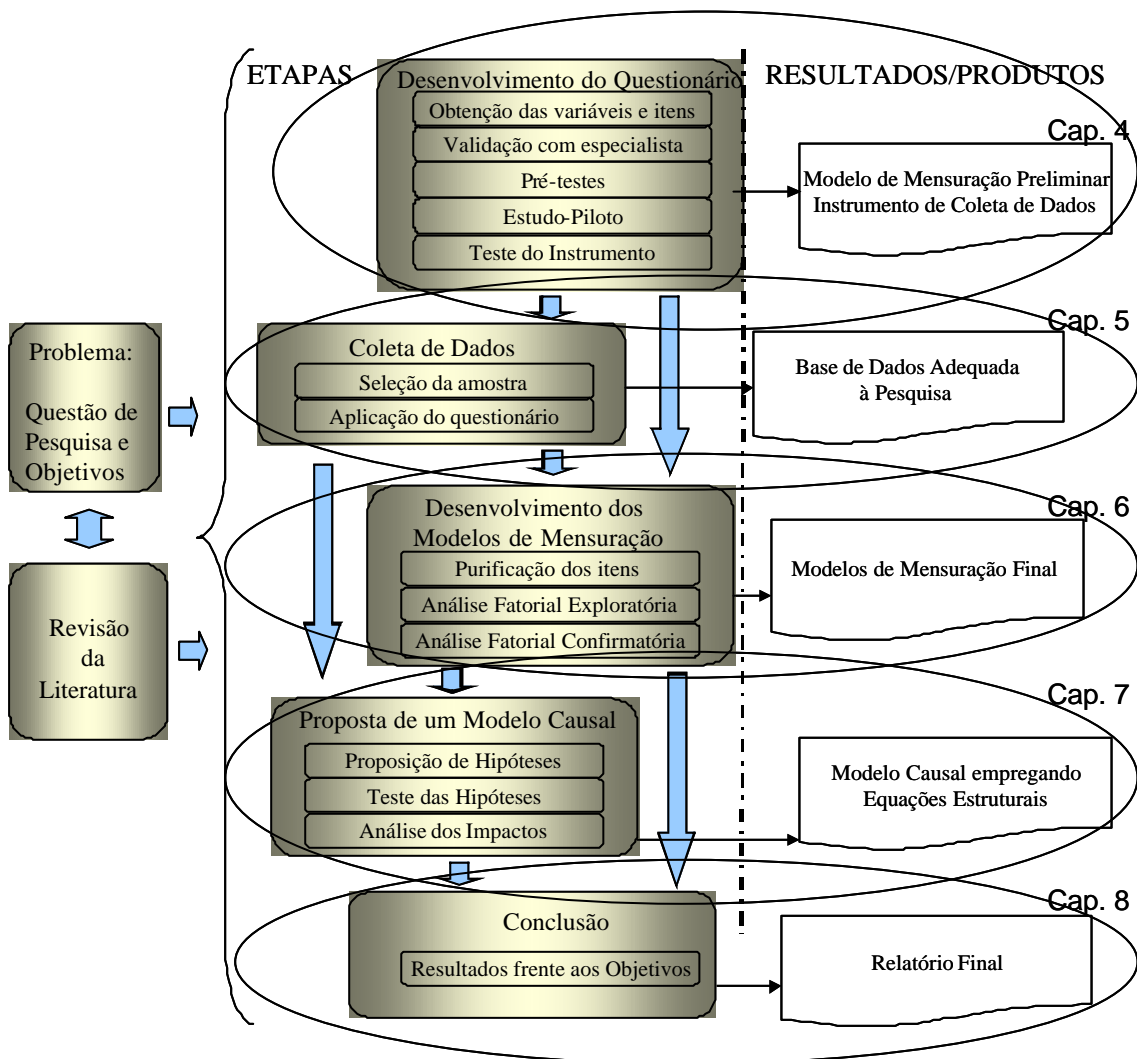 ETAPAS
RESULTADOS/PRODUTOS
Problema:
Questão de
Pesquisa e
Objetivos
Revisão
da
Literatura
Desenvolvimento do Questionário
Obtenção das variáveis e itens
Validação com especialista
Pré-testes
Estudo-Piloto
Teste do Instrumento
Cap. 4
Modelo de Mensuração Preliminar
Instrumento de Coleta de Dados
Coleta de Dados
Seleção da amostra
Aplicação do questionário
Cap. 5
Base de Dados Adequada
à Pesquisa
Desenvolvimento dos
Modelos de Mensuração
Purificação dos itens
Análise Fatorial Exploratória
Análise Fatorial Confirmatória
Cap. 6
Modelos de Mensuração Final
Proposta de um Modelo Causal
Proposição de Hipóteses
Teste das Hipóteses
Análise dos Impactos
Cap. 7
Modelo Causal empregando
Equações Estruturais
Conclusão
Resultados frente aos Objetivos
Cap. 8
Relatório Final